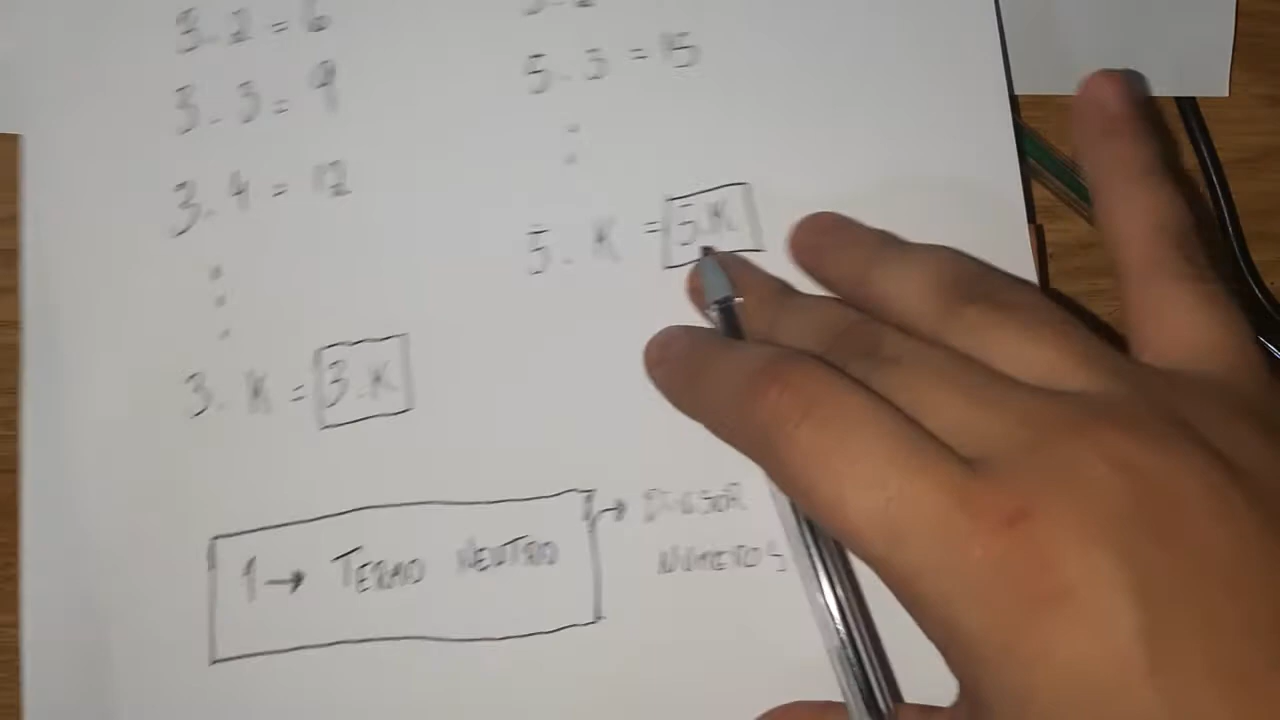 3.2 = 6
3.3 = 9
3.4 = 12
3. K = 3.K
5.3 = 15
5. K = 5.K
1→ TERMO NEUTRO
→ DIVISOR
NUMEROS